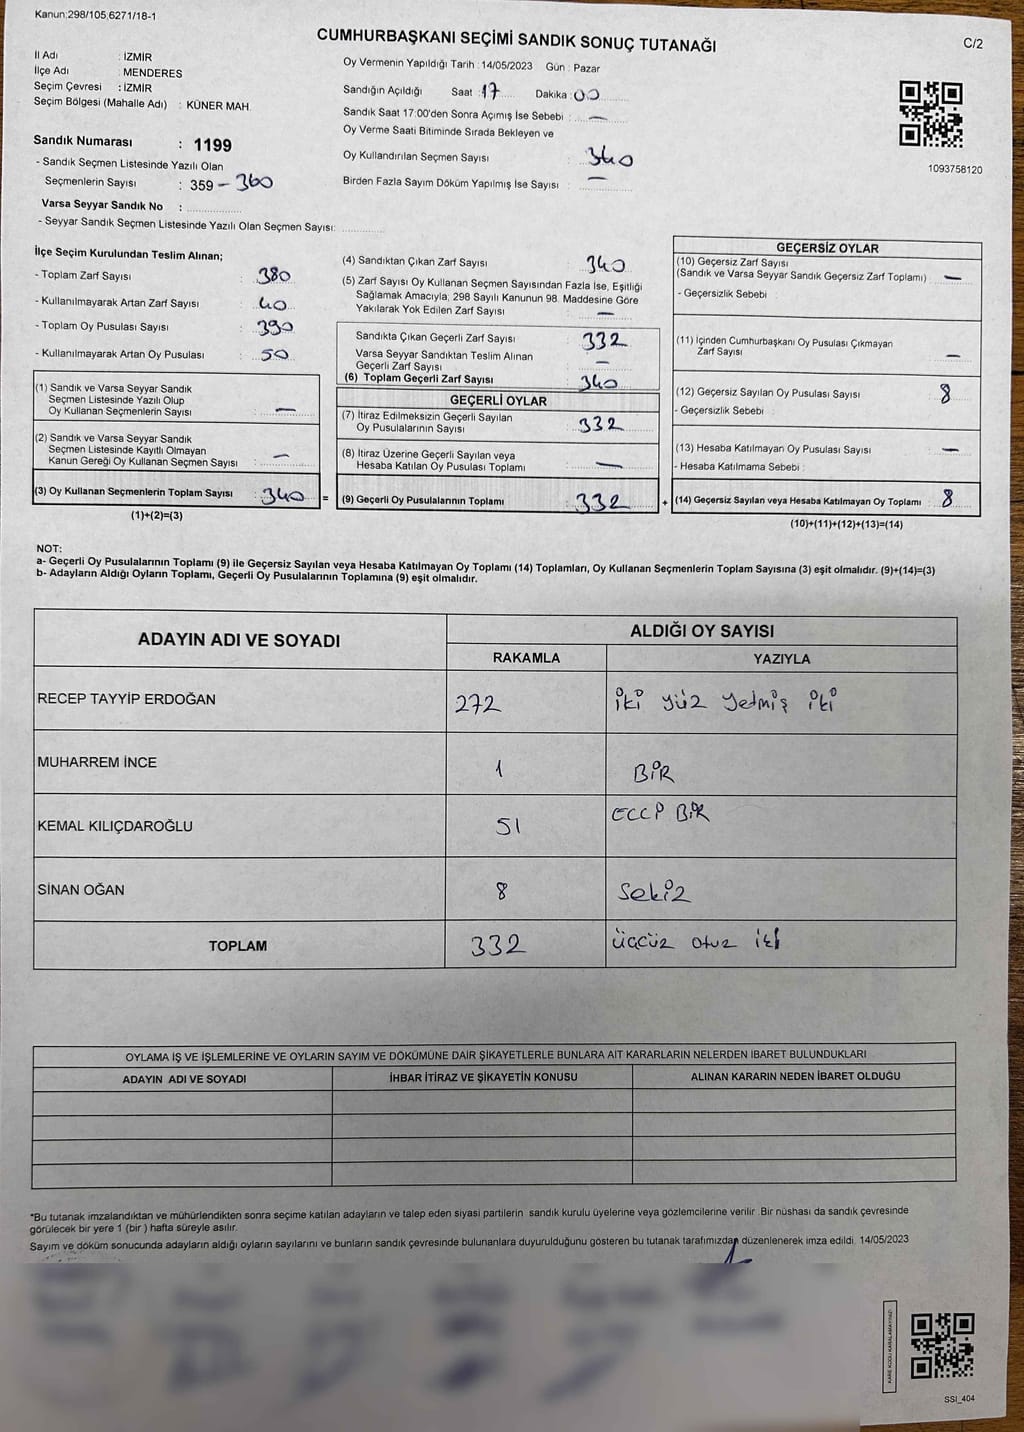 Kanun:298/105,6271/18-1
CUMHURBAŞKANI SEÇİMİ SANDIK SONUÇ TUTANAĞI
C/2
İl Adı : İZMİR
İlçe Adı : MENDERES
Seçim Çevresi : İZMİR
Seçim Bölgesi (Mahalle Adı) : KÜNER MAH.
Oy Vermenin Yapıldığı Tarih : 14/05/2023 Gün : Pazar
Sandığın Açıldığı Saat : 17 Dakika : 00
Sandık Saat 17:00'den Sonra Açımış İse Sebebi : —
Oy Verme Saati Bitiminde Sırada Bekleyen ve
Oy Kullandırılan Seçmen Sayısı : 340
Birden Fazla Sayım Döküm Yapılmış İse Sayısı : —
1093758120
Sandık Numarası : 1199
- Sandık Seçmen Listesinde Yazılı Olan
Seçmenlerin Sayısı : 359 – 360
Varsa Seyyar Sandık No :
- Seyyar Sandık Seçmen Listesinde Yazılı Olan Seçmen Sayısı:
İlçe Seçim Kurulundan Teslim Alınan;
- Toplam Zarf Sayısı : 380
- Kullanılmayarak Artan Zarf Sayısı : 40
- Toplam Oy Pusulası Sayısı : 390
- Kullanılmayarak Artan Oy Pusulası : 50
(1) Sandık ve Varsa Seyyar Sandık
Seçmen Listesinde Yazılı Olup
Oy Kullanan Seçmenlerin Sayısı : —
(2) Sandık ve Varsa Seyyar Sandık
Seçmen Listesinde Kayıtlı Olmayan
Kanun Gereği Oy Kullanan Seçmen Sayısı : —
(3) Oy Kullanan Seçmenlerin Toplam Sayısı : 340 =
(1)+(2)=(3)
(4) Sandıktan Çıkan Zarf Sayısı : 340
(5) Zarf Sayısı Oy Kullanan Seçmen Sayısından Fazla İse, Eşitliği
Sağlamak Amacıyla; 298 Sayılı Kanunun 98. Maddesine Göre
Yakılarak Yok Edilen Zarf Sayısı : —
Sandıkta Çıkan Geçerli Zarf Sayısı : 332
Varsa Seyyar Sandıktan Teslim Alınan
Geçerli Zarf Sayısı : —
(6) Toplam Geçerli Zarf Sayısı : 340
GEÇERLİ OYLAR
(7) İtiraz Edilmeksizin Geçerli Sayılan
Oy Pusulalarının Sayısı : 332
(8) İtiraz Üzerine Geçerli Sayılan veya
Hesaba Katılan Oy Pusulası Toplamı : —
(9) Geçerli Oy Pusulalarının Toplamı : 332 +
GEÇERSİZ OYLAR
(10) Geçersiz Zarf Sayısı
(Sandık ve Varsa Seyyar Sandık Geçersiz Zarf Toplamı) : —
- Geçersizlik Sebebi :
(11) İçinden Cumhurbaşkanı Oy Pusulası Çıkmayan
Zarf Sayısı : —
(12) Geçersiz Sayılan Oy Pusulası Sayısı : 8
- Geçersizlik Sebebi :
(13) Hesaba Katılmayan Oy Pusulası Sayısı : —
- Hesaba Katılmama Sebebi :
(14) Geçersiz Sayılan veya Hesaba Katılmayan Oy Toplamı : 8
(10)+(11)+(12)+(13)=(14)
NOT:
a- Geçerli Oy Pusulalarının Toplamı (9) ile Geçersiz Sayılan veya Hesaba Katılmayan Oy Toplamı (14) Toplamları, Oy Kullanan Seçmenlerin Toplam Sayısına (3) eşit olmalıdır. (9)+(14)=(3)
b- Adayların Aldığı Oyların Toplamı, Geçerli Oy Pusulalarının Toplamına (9) eşit olmalıdır.
ADAYIN ADI VE SOYADI ALDIĞI OY SAYISI
RAKAMLA YAZIYLA
RECEP TAYYİP ERDOĞAN 272 iki yüz yetmiş iki
MUHARREM İNCE 1 BİR
KEMAL KILIÇDAROĞLU 51 ECCİ BİR
SİNAN OĞAN 8 Sekiz
TOPLAM 332 üçcüz otuz iki
OYLAMA İŞ VE İŞLEMLERİNE VE OYLARIN SAYIM VE DÖKÜMÜNE DAİR ŞİKAYETLERLE BUNLARA AİT KARARLARIN NELERDEN İBARET BULUNDUKLARI
ADAYIN ADI VE SOYADI İHBAR İTİRAZ VE ŞİKAYETİN KONUSU ALINAN KARARIN NEDEN İBARET OLDUĞU
*Bu tutanak imzalandıktan ve mühürlendikten sonra seçime katılan adayların ve talep eden siyasi partilerin sandık kurulu üyelerine veya gözlemcilerine verilir. Bir nüshası da sandık çevresinde
görülecek bir yere 1 (bir ) hafta süreyle asılır.
Sayım ve döküm sonucunda adayların aldığı oyların sayılarını ve bunların sandık çevresinde bulunanlara duyurulduğunu gösteren bu tutanak tarafımızdan düzenlenerek imza edildi. 14/05/2023
KARE KODU KARALAMAYINIZ!
SSI_404